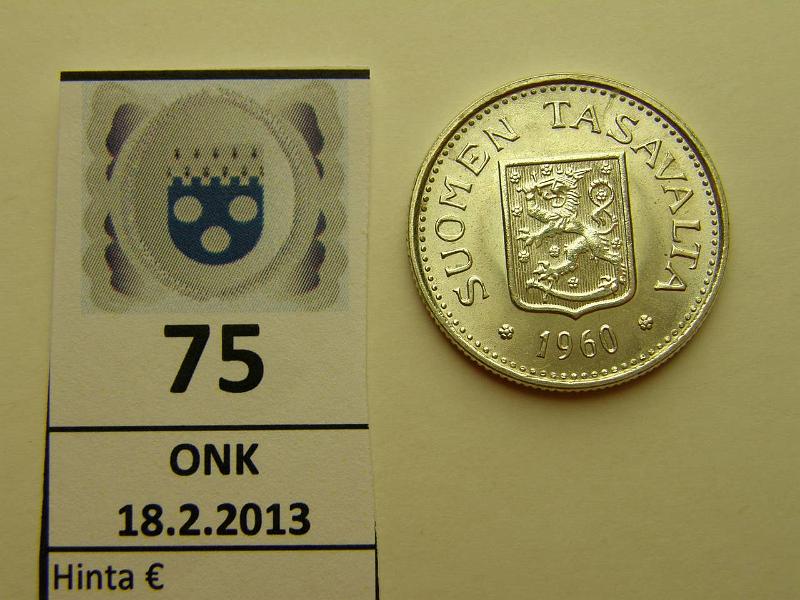 75
ONK
18.2.2013
Hinta €
SUOMEN TASAVALTA
1960